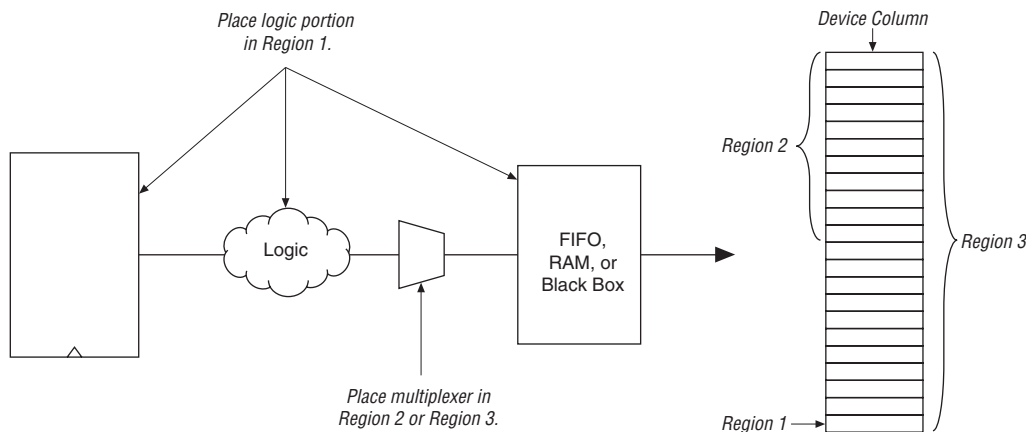 Place logic portion
in Region 1.
Device Column
Region 2
Logic
FIFO,
RAM, or
Black Box
Region 3
Place multiplexer in
Region 2 or Region 3.
Region 1